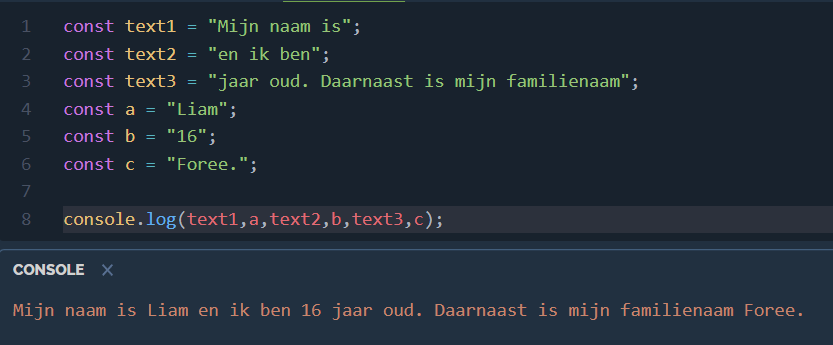 1 const text1 = "Mijn naam is";
2 const text2 = "en ik ben";
3 const text3 = "jaar oud. Daarnaast is mijn familienaam";
4 const a = "Liam";
5 const b = "16";
6 const c = "Foree.";
7
8 console.log(text1,a,text2,b,text3,c);
CONSOLE ×
Mijn naam is Liam en ik ben 16 jaar oud. Daarnaast is mijn familienaam Foree.